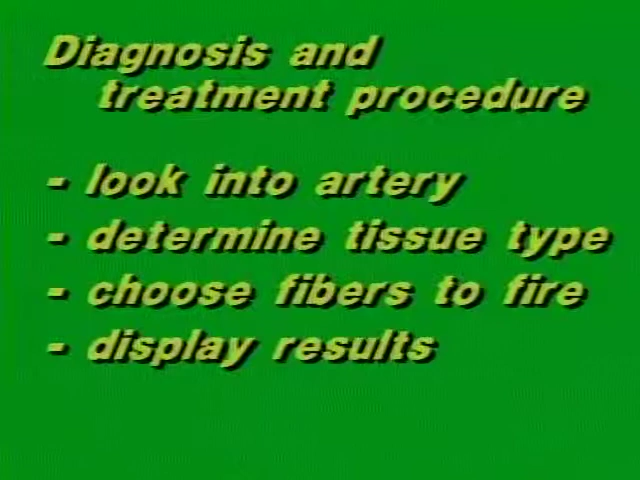 Diagnosis and
treatment procedure
- look into artery
- determine tissue type
- choose fibers to fire
- display results